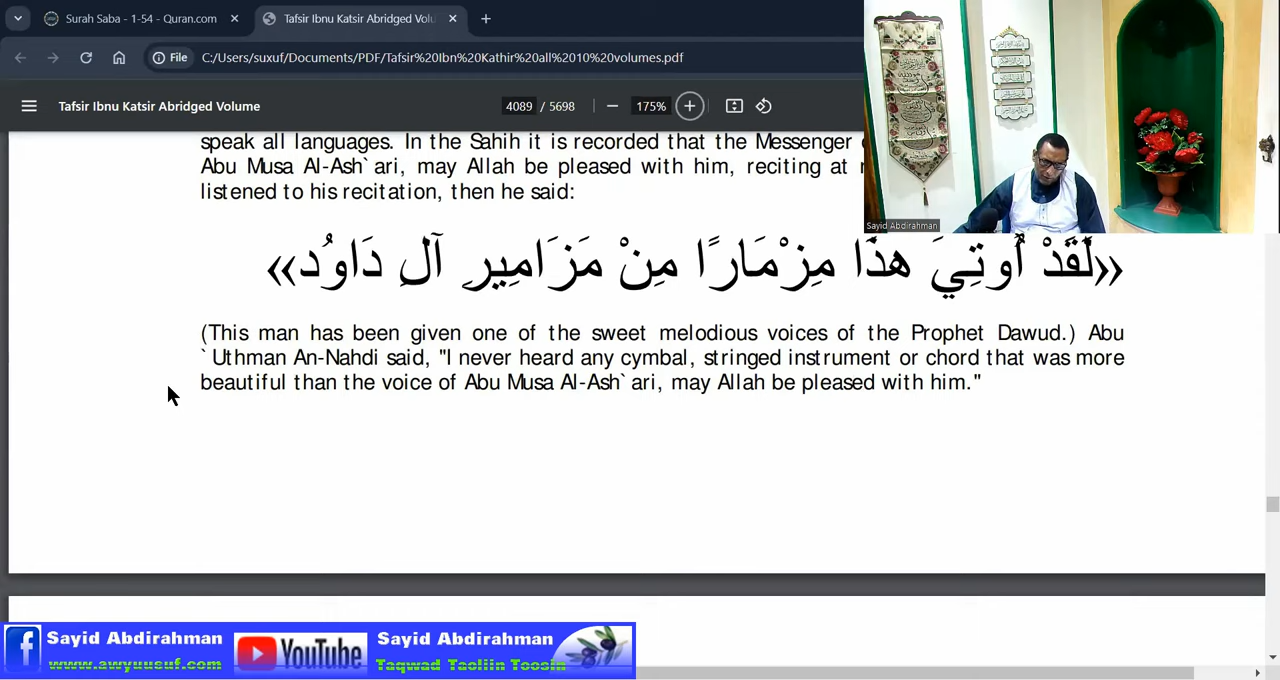 Surah Saba - 1-54 - Quran.com
Tafsir Ibnu Katsir Abridged Volu
File
C:/Users/suxuf/Documents/PDF/Tafsir%20Ibn%20Kathir%20all%2010%20volumes.pdf
Tafsir Ibnu Katsir Abridged Volume
4089 / 5698
175%
speak all languages. In the Sahih it is recorded that the Messenger
Abu Musa Al-Ash`ari, may Allah be pleased with him, reciting at
listened to his recitation, then he said:
Sayid Abdirahman
«لَقَدْ أُوتِيَ هذَا مِزْمَارًا مِنْ مَزَامِيرِ آلِ دَاوُد»
(This man has been given one of the sweet melodious voices of the Prophet Dawud.) Abu
`Uthman An-Nahdi said, "I never heard any cymbal, stringed instrument or chord that was more
beautiful than the voice of Abu Musa Al-Ash`ari, may Allah be pleased with him."
Sayid Abdirahman
www.awyuusuf.com
YouTube
Sayid Abdirahman
Taqwad Taoliin Toosin